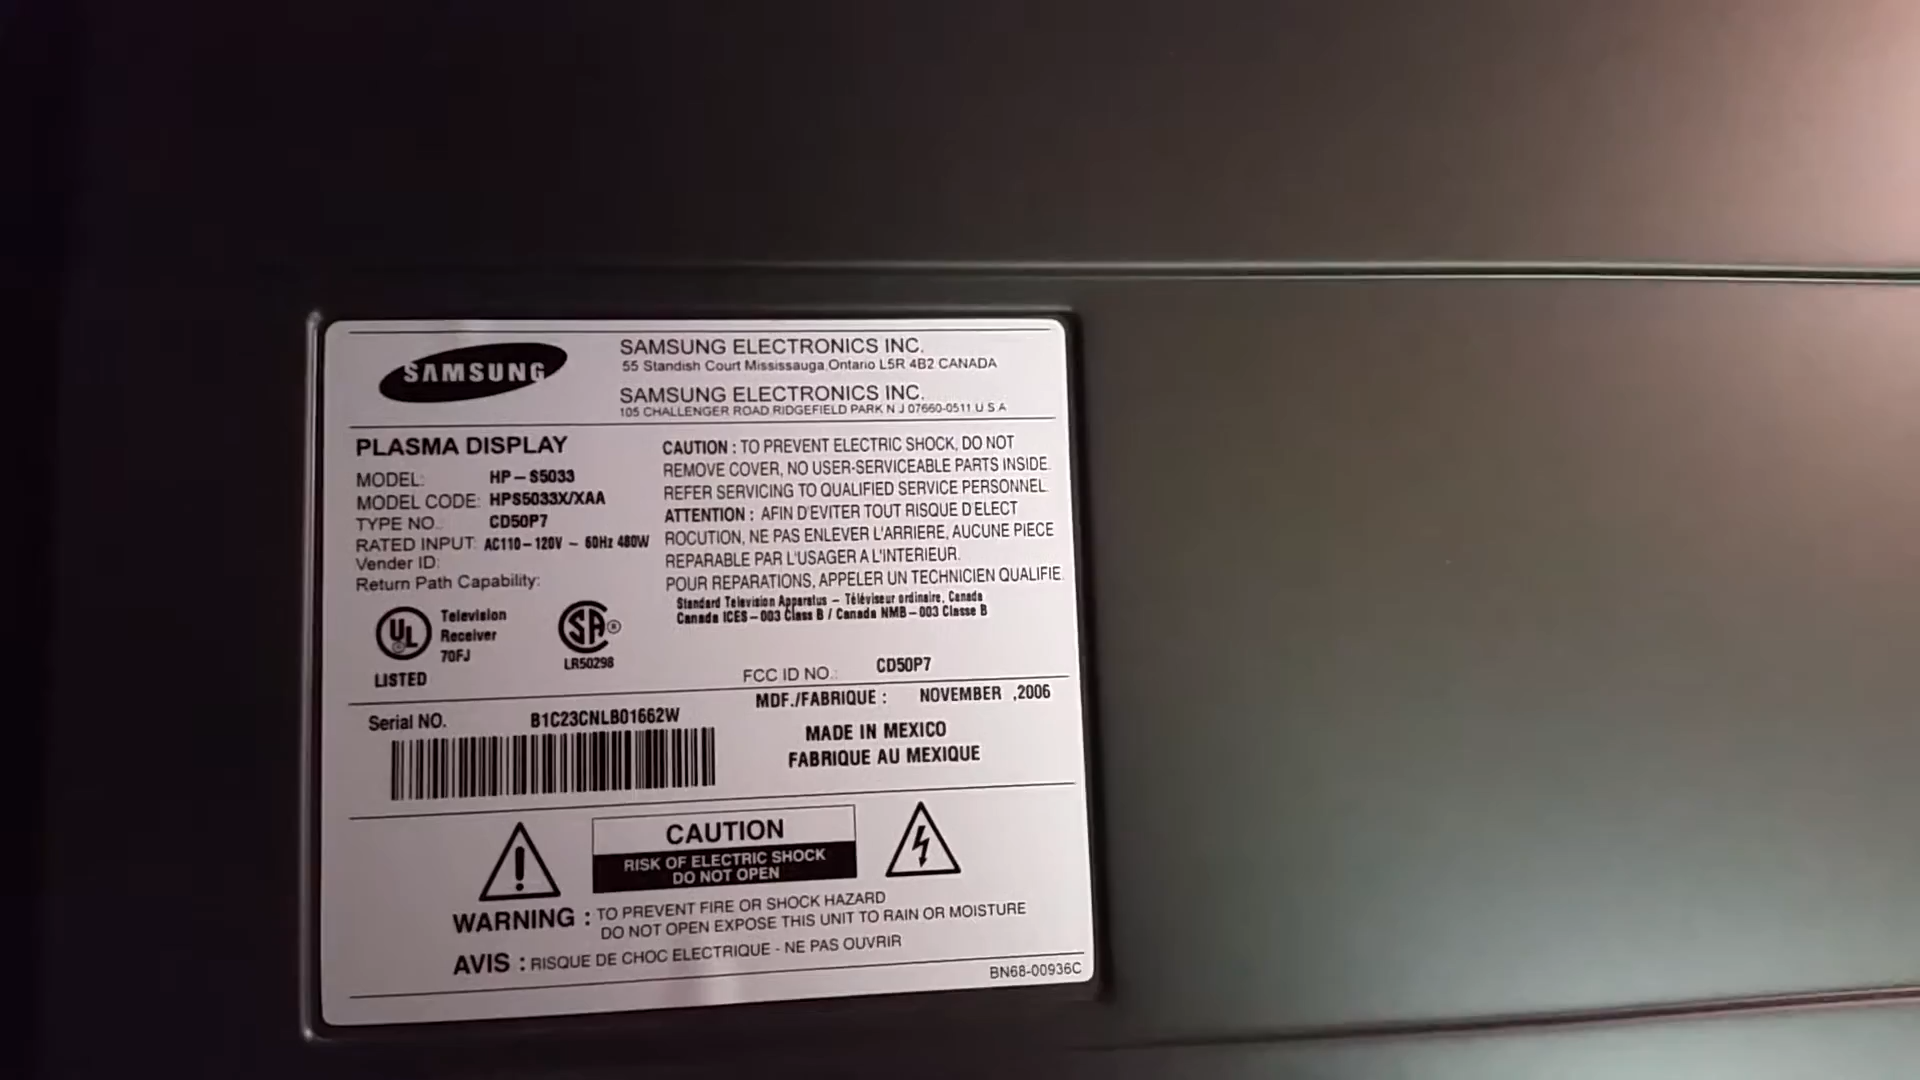 SAMSUNG
SAMSUNG ELECTRONICS INC.
55 Standish Court Mississauga, Ontario L5R 4B2 CANADA
SAMSUNG ELECTRONICS INC.
105 CHALLENGER ROAD RIDGEFIELD PARK N J 07660-0511 U S A
PLASMA DISPLAY
MODEL: HP-S5033
MODEL CODE: HPS5033X/XAA
TYPE NO. CD50P7
RATED INPUT: AC110-120V ~ 60Hz 480W
Vender ID:
Return Path Capability:
UL
LISTED
Television
Receiver
70FJ
SA®
LR50298
CAUTION : TO PREVENT ELECTRIC SHOCK, DO NOT
REMOVE COVER, NO USER-SERVICEABLE PARTS INSIDE.
REFER SERVICING TO QUALIFIED SERVICE PERSONNEL.
ATTENTION : AFIN D'EVITER TOUT RISQUE D'ELECT
ROCUTION, NE PAS ENLEVER L'ARRIERE, AUCUNE PIECE
REPARABLE PAR L'USAGER A L'INTERIEUR.
POUR REPARATIONS, APPELER UN TECHNICIEN QUALIFIE.
Standard Television Apparatus - Téléviseur ordinaire, Canada
Canada ICES-003 Class B / Canada NMB-003 Classe B
FCC ID NO.: CD50P7
Serial NO. B1C23CNLB01662W
MDF./FABRIQUE : NOVEMBER ,2006
MADE IN MEXICO
FABRIQUE AU MEXIQUE
CAUTION
RISK OF ELECTRIC SHOCK
DO NOT OPEN
WARNING : TO PREVENT FIRE OR SHOCK HAZARD
DO NOT OPEN EXPOSE THIS UNIT TO RAIN OR MOISTURE
AVIS : RISQUE DE CHOC ELECTRIQUE - NE PAS OUVRIR
BN68-00936C